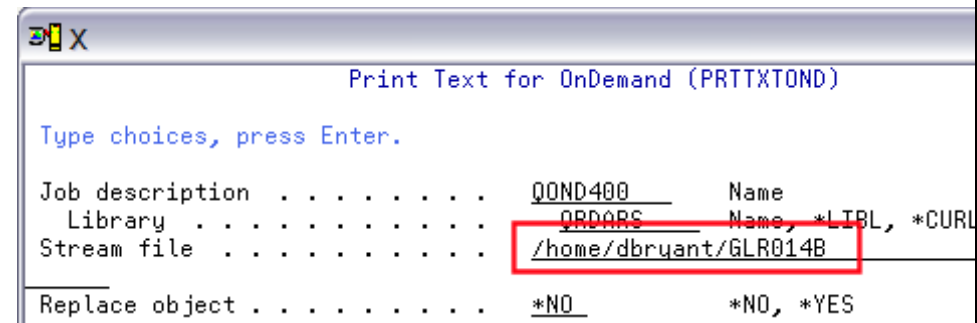 X
Print Text for OnDemand (PRTTXTOND)
Type choices, press Enter.
Job description . . . . . . . . . QOND400 Name
Library . . . . . . . . . . . QRDARS Name, *LIBL, *CURL
Stream file . . . . . . . . . . /home/dbryant/GLR014B
Replace object . . . . . . . . . *NO *NO, *YES